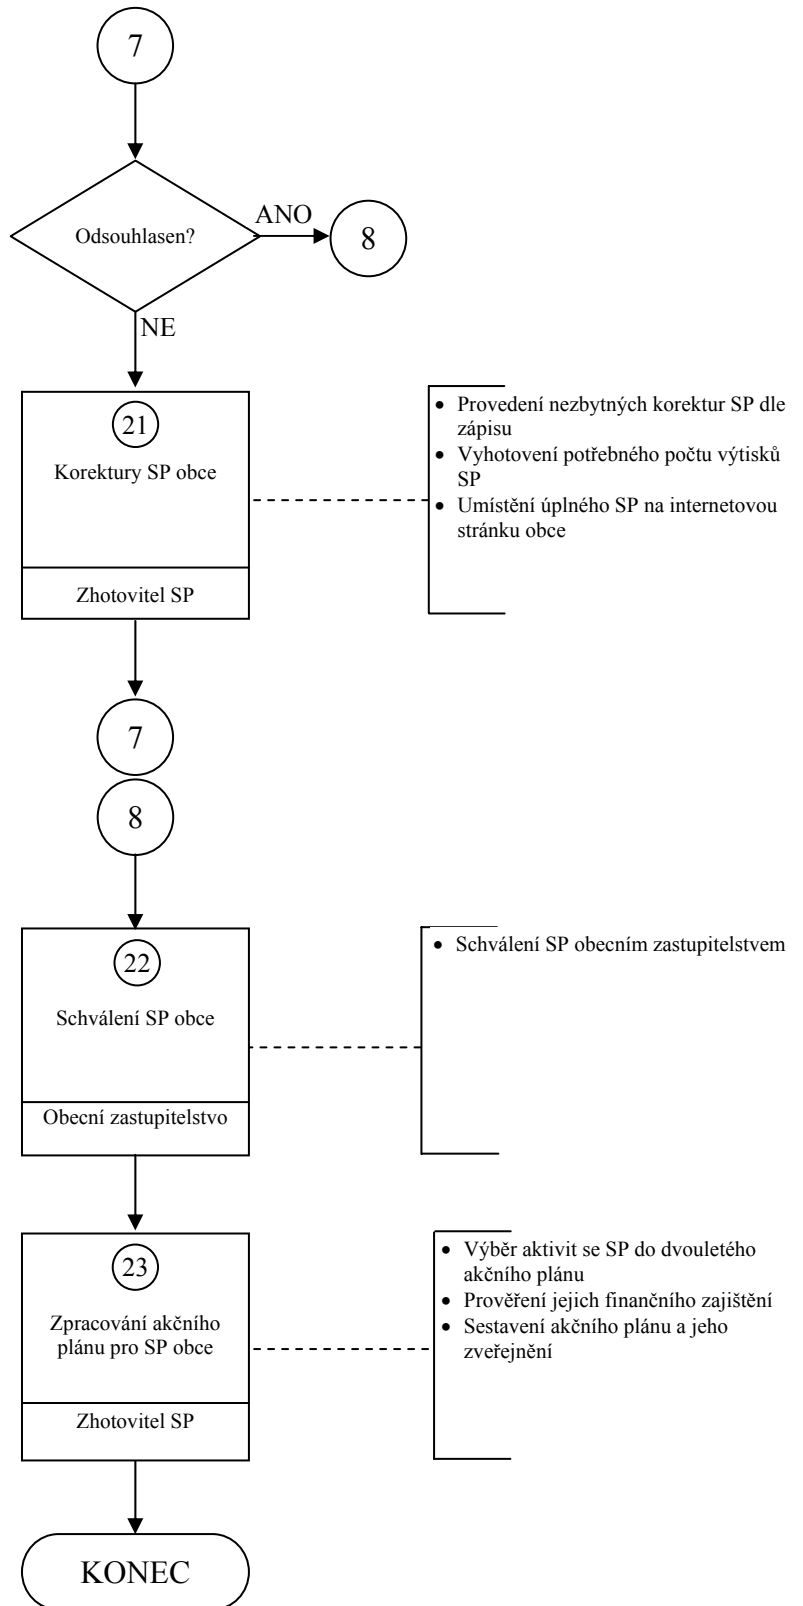 7
Odsouhlasen?
ANO
8
NE
21
Korektury SP obce
Zhotovitel SP
• Provedení nezbytných korektur SP dle
zápisu
• Vyhotovení potřebného počtu výtisků
SP
• Umístění úplného SP na internetovou
stránku obce
7
8
22
Schválení SP obce
Obecní zastupitelstvo
• Schválení SP obecním zastupitelstvem
23
Zpracování akčního
plánu pro SP obce
Zhotovitel SP
• Výběr aktivit se SP do dvouletého
akčního plánu
• Prověření jejich finančního zajištění
• Sestavení akčního plánu a jeho
zveřejnění
KONEC